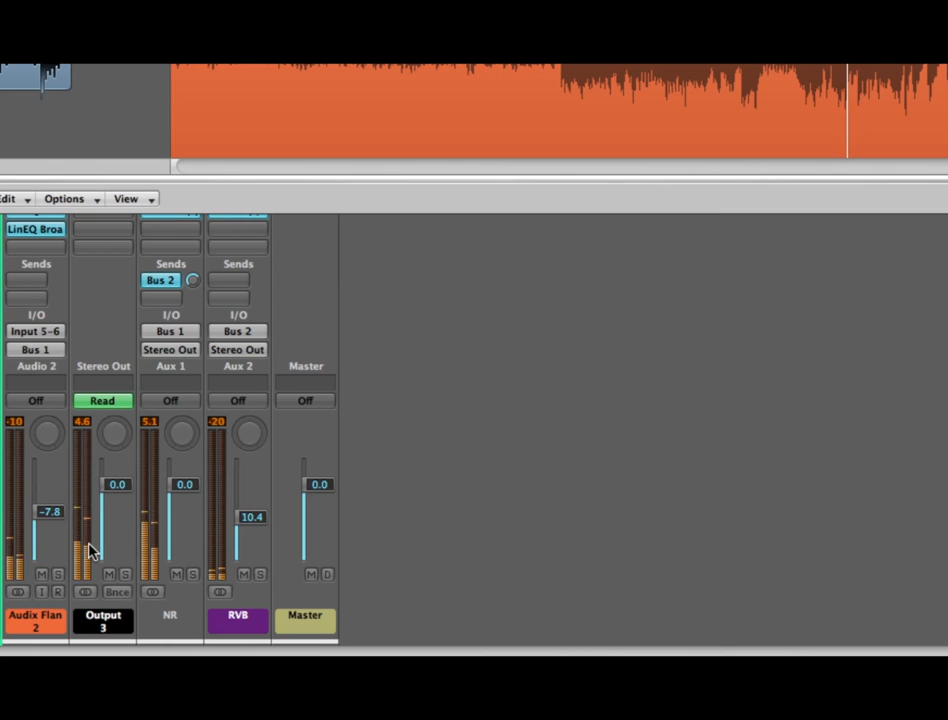 Edit Options View
LinEQ Broa
Sends Sends Sends
Bus 2
I/O I/O I/O
Input 5-6 Bus 1 Bus 2
Bus 1 Stereo Out Stereo Out
Audio 2 Stereo Out Aux 1 Aux 2 Master
Off Read Off Off Off
-10 4.6 5.1 -20
0.0 0.0 0.0
-7.8 10.4
M S M S M S M S M D
I R Bnce
Audix Flan Output NR RVB Master
2 3